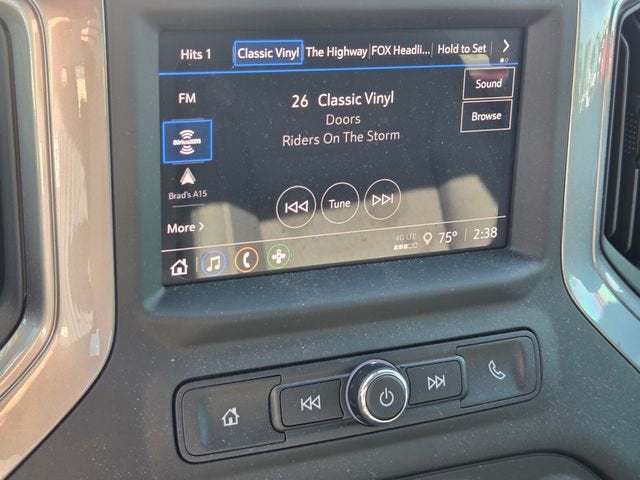 Hits 1 Classic Vinyl The Highway FOX Headli... Hold to Set
FM
26 Classic Vinyl
Doors
Riders On The Storm
Sound
Browse
SiriusXM
Brad's A15
Tune
More
4G LTE
75° 2:38